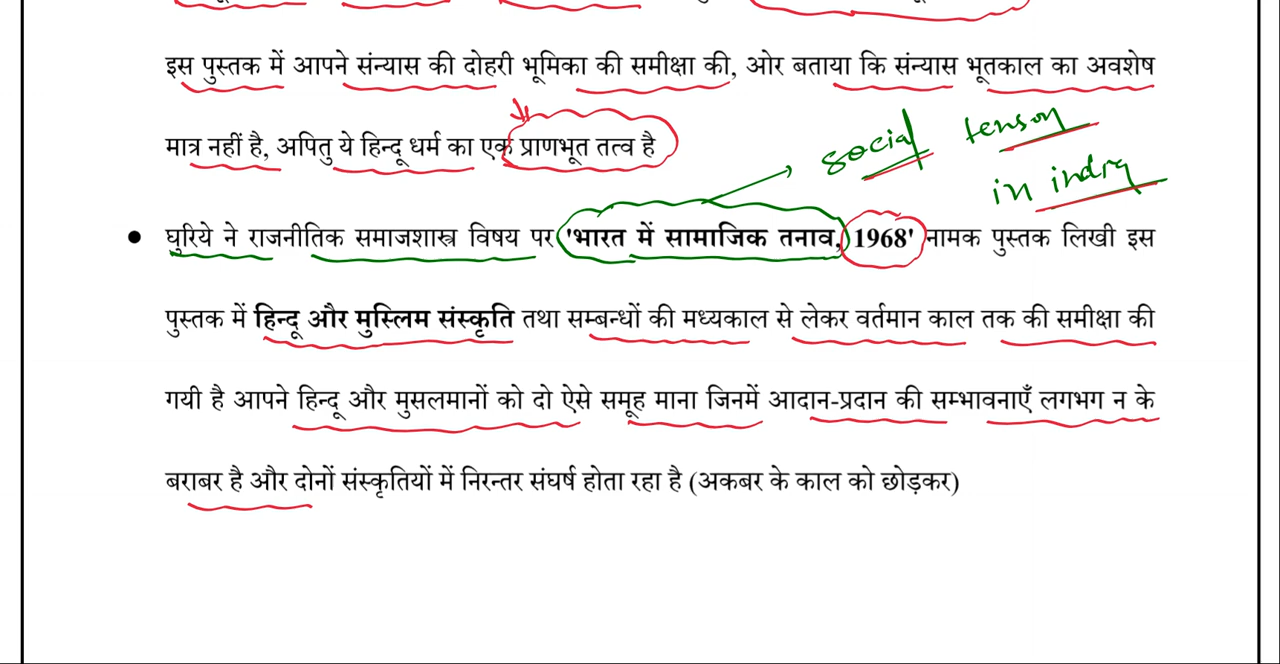 इस पुस्तक में आपने संन्यास की दोहरी भूमिका की समीक्षा की, ओर बताया कि संन्यास भूतकाल का अवशेष
मात्र नहीं है, अपितु ये हिन्दू धर्म का एक प्राणभूत तत्व है
social tenson
in india
• घुरिये ने राजनीतिक समाजशास्त्र विषय पर 'भारत में सामाजिक तनाव, 1968' नामक पुस्तक लिखी इस
पुस्तक में हिन्दू और मुस्लिम संस्कृति तथा सम्बन्धों की मध्यकाल से लेकर वर्तमान काल तक की समीक्षा की
गयी है आपने हिन्दू और मुसलमानों को दो ऐसे समूह माना जिनमें आदान-प्रदान की सम्भावनाएँ लगभग न के
बराबर है और दोनों संस्कृतियों में निरन्तर संघर्ष होता रहा है (अकबर के काल को छोड़कर)